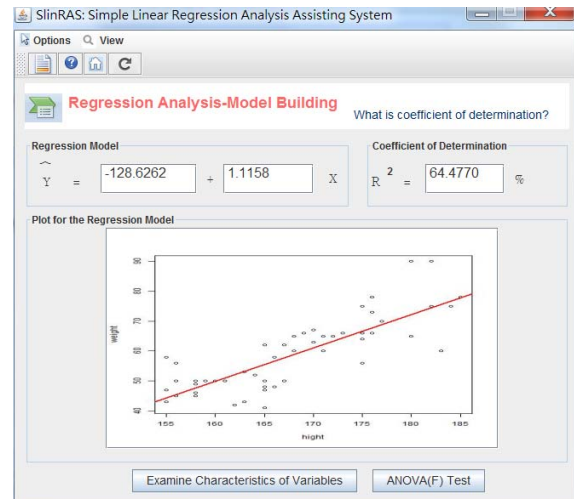 SlinRAS: Simple Linear Regression Analysis Assisting System
Options View
Regression Analysis-Model Building
What is coefficient of determination?
Regression Model
Coefficient of Determination
Ŷ = -128.6262 + 1.1158 X
R 2 = 64.4770 %
Plot for the Regression Model
90
80
70
60
50
40
weight
155 160 165 170 175 180 185
hight
Examine Characteristics of Variables
ANOVA(F) Test